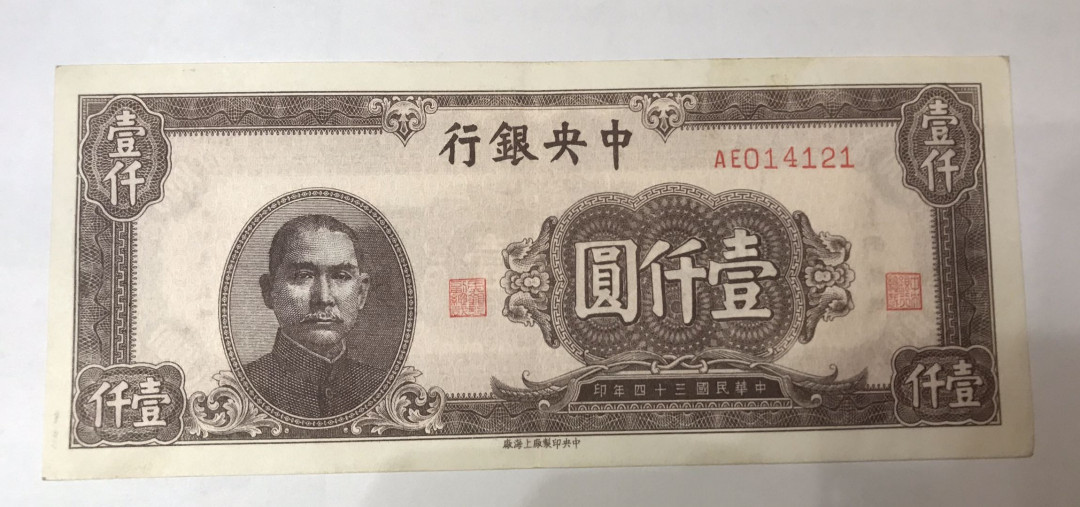 壹仟
中央銀行
壹仟
AE014121
壹仟圓
中華民國三十四年印
壹仟
壹仟
中央印製廠上海廠